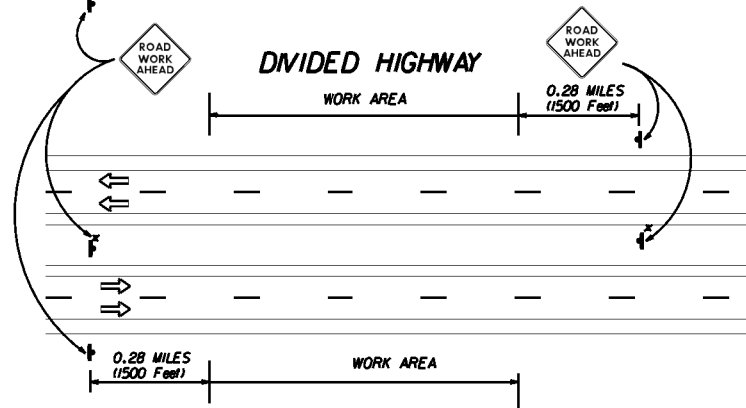 ROAD
WORK
AHEAD
DIVIDED HIGHWAY
ROAD
WORK
AHEAD
WORK AREA
0.28 MILES
(1500 Feet)
x
x
0.28 MILES
(1500 Feet)
WORK AREA